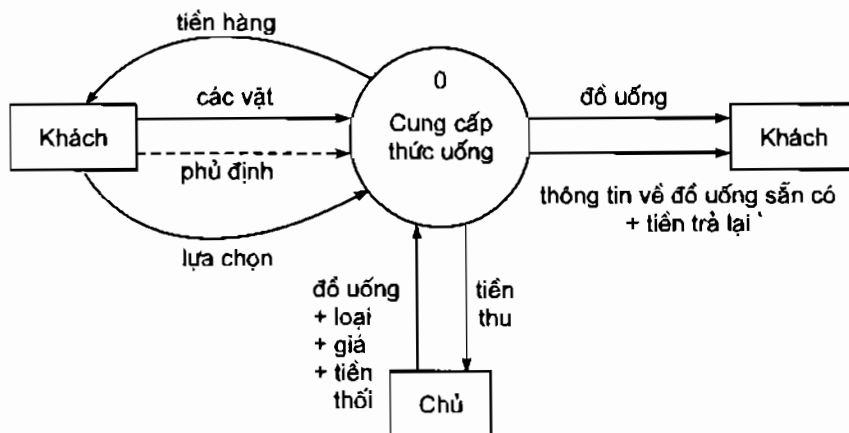 tiền hàng
0
các vật
đồ uống
Khách
Cung cấp
thức uống
Khách
phủ định
thông tin về đồ uống sẵn có
+ tiền trả lại
lựa chọn
đồ uống
+ loại
+ giá
+ tiền
thối
tiền
thu
Chủ